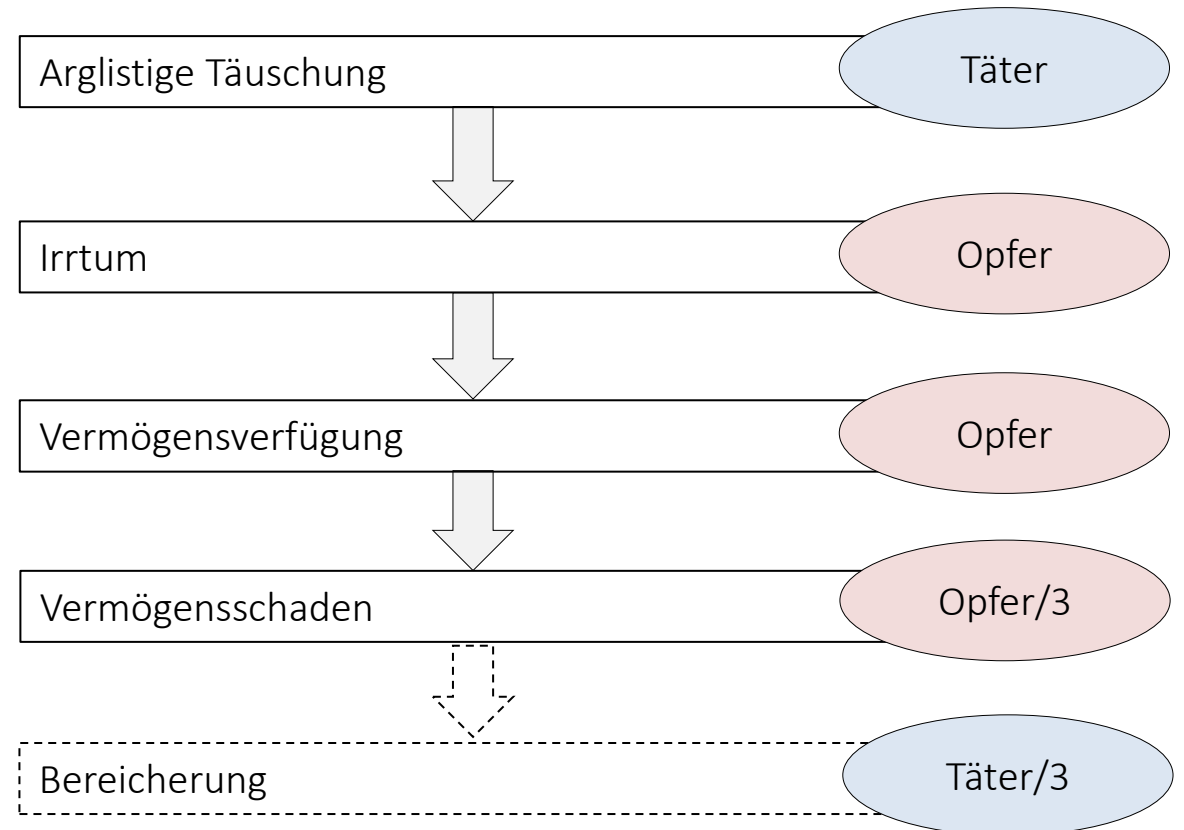 Arglistige Täuschung
Täter
Irrtum
Opfer
Vermögensverfügung
Opfer
Vermögensschaden
Opfer/3
Bereicherung
Täter/3